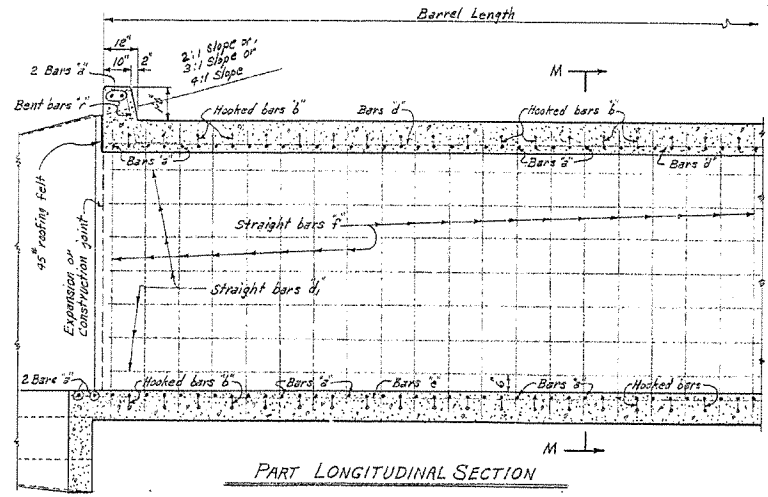 Barrel Length
12"
10"
2"
2:1 Slope or
3:1 Slope or
4:1 Slope
2 Bars "a"
Bent bars "r"
M
Hooked bars "b"
Bars "d"
Hooked bars "b"
Bars "a"
Bars "a"
Bars "d"
45# roofing felt
Expansion or
Construction joint
Straight bars "f"
Straight bars "d₁"
2 Bars "a"
Hooked bars "b"
Bars "a"
Bars "e"
6"
Bars "a"
Hooked bars
M
PART LONGITUDINAL SECTION